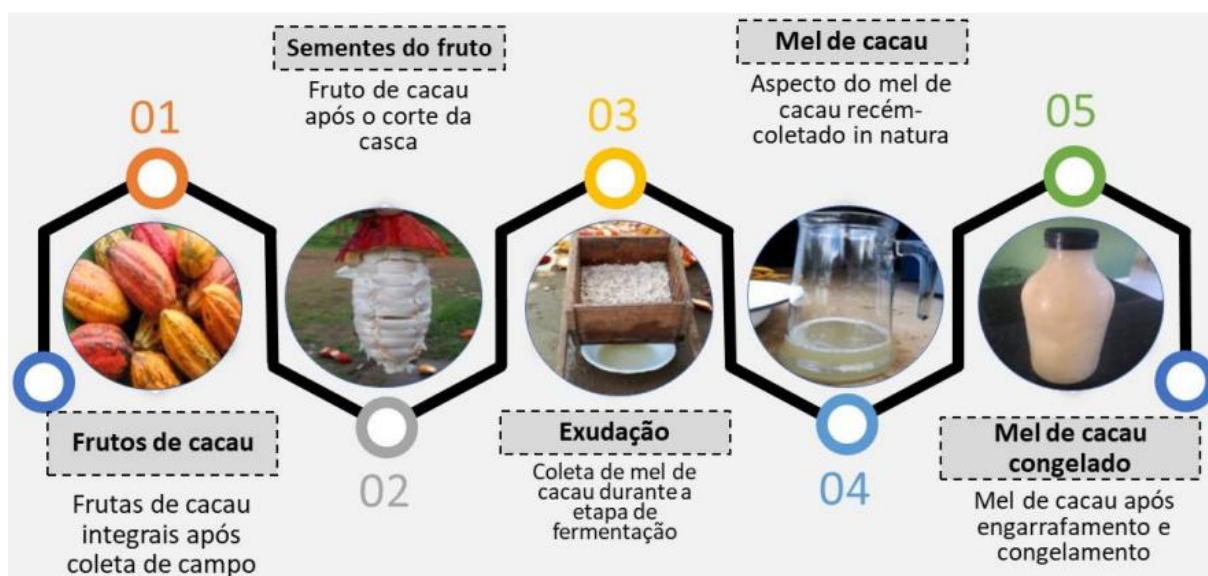 01
Frutos de cacau
Frutas de cacau
integrais após
coleta de campo
Sementes do fruto
Fruto de cacau
após o corte da
casca
02
03
Exudação
Coleta de mel de
cacau durante a
etapa de
fermentação
Mel de cacau
Aspecto do mel de
cacau recém-
coletado in natura
04
05
Mel de cacau
congelado
Mel de cacau após
engarrafamento e
congelamento